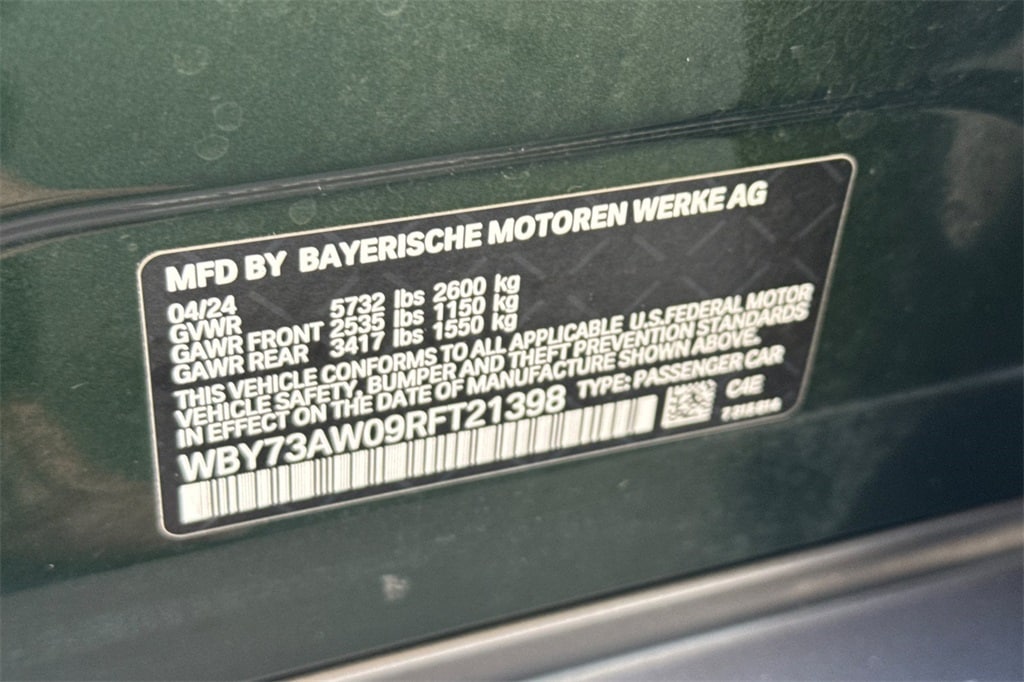 MFD BY BAYERISCHE MOTOREN WERKE AG
04/24
GVWR 5732 lbs 2600 kg
GAWR FRONT 2535 lbs 1150 kg
GAWR REAR 3417 lbs 1550 kg
THIS VEHICLE CONFORMS TO ALL APPLICABLE U.S.FEDERAL MOTOR
VEHICLE SAFETY, BUMPER AND THEFT PREVENTION STANDARDS
IN EFFECT ON THE DATE OF MANUFACTURE SHOWN ABOVE.
WBY73AW09RFT21398 TYPE: PASSENGER CAR
C4E